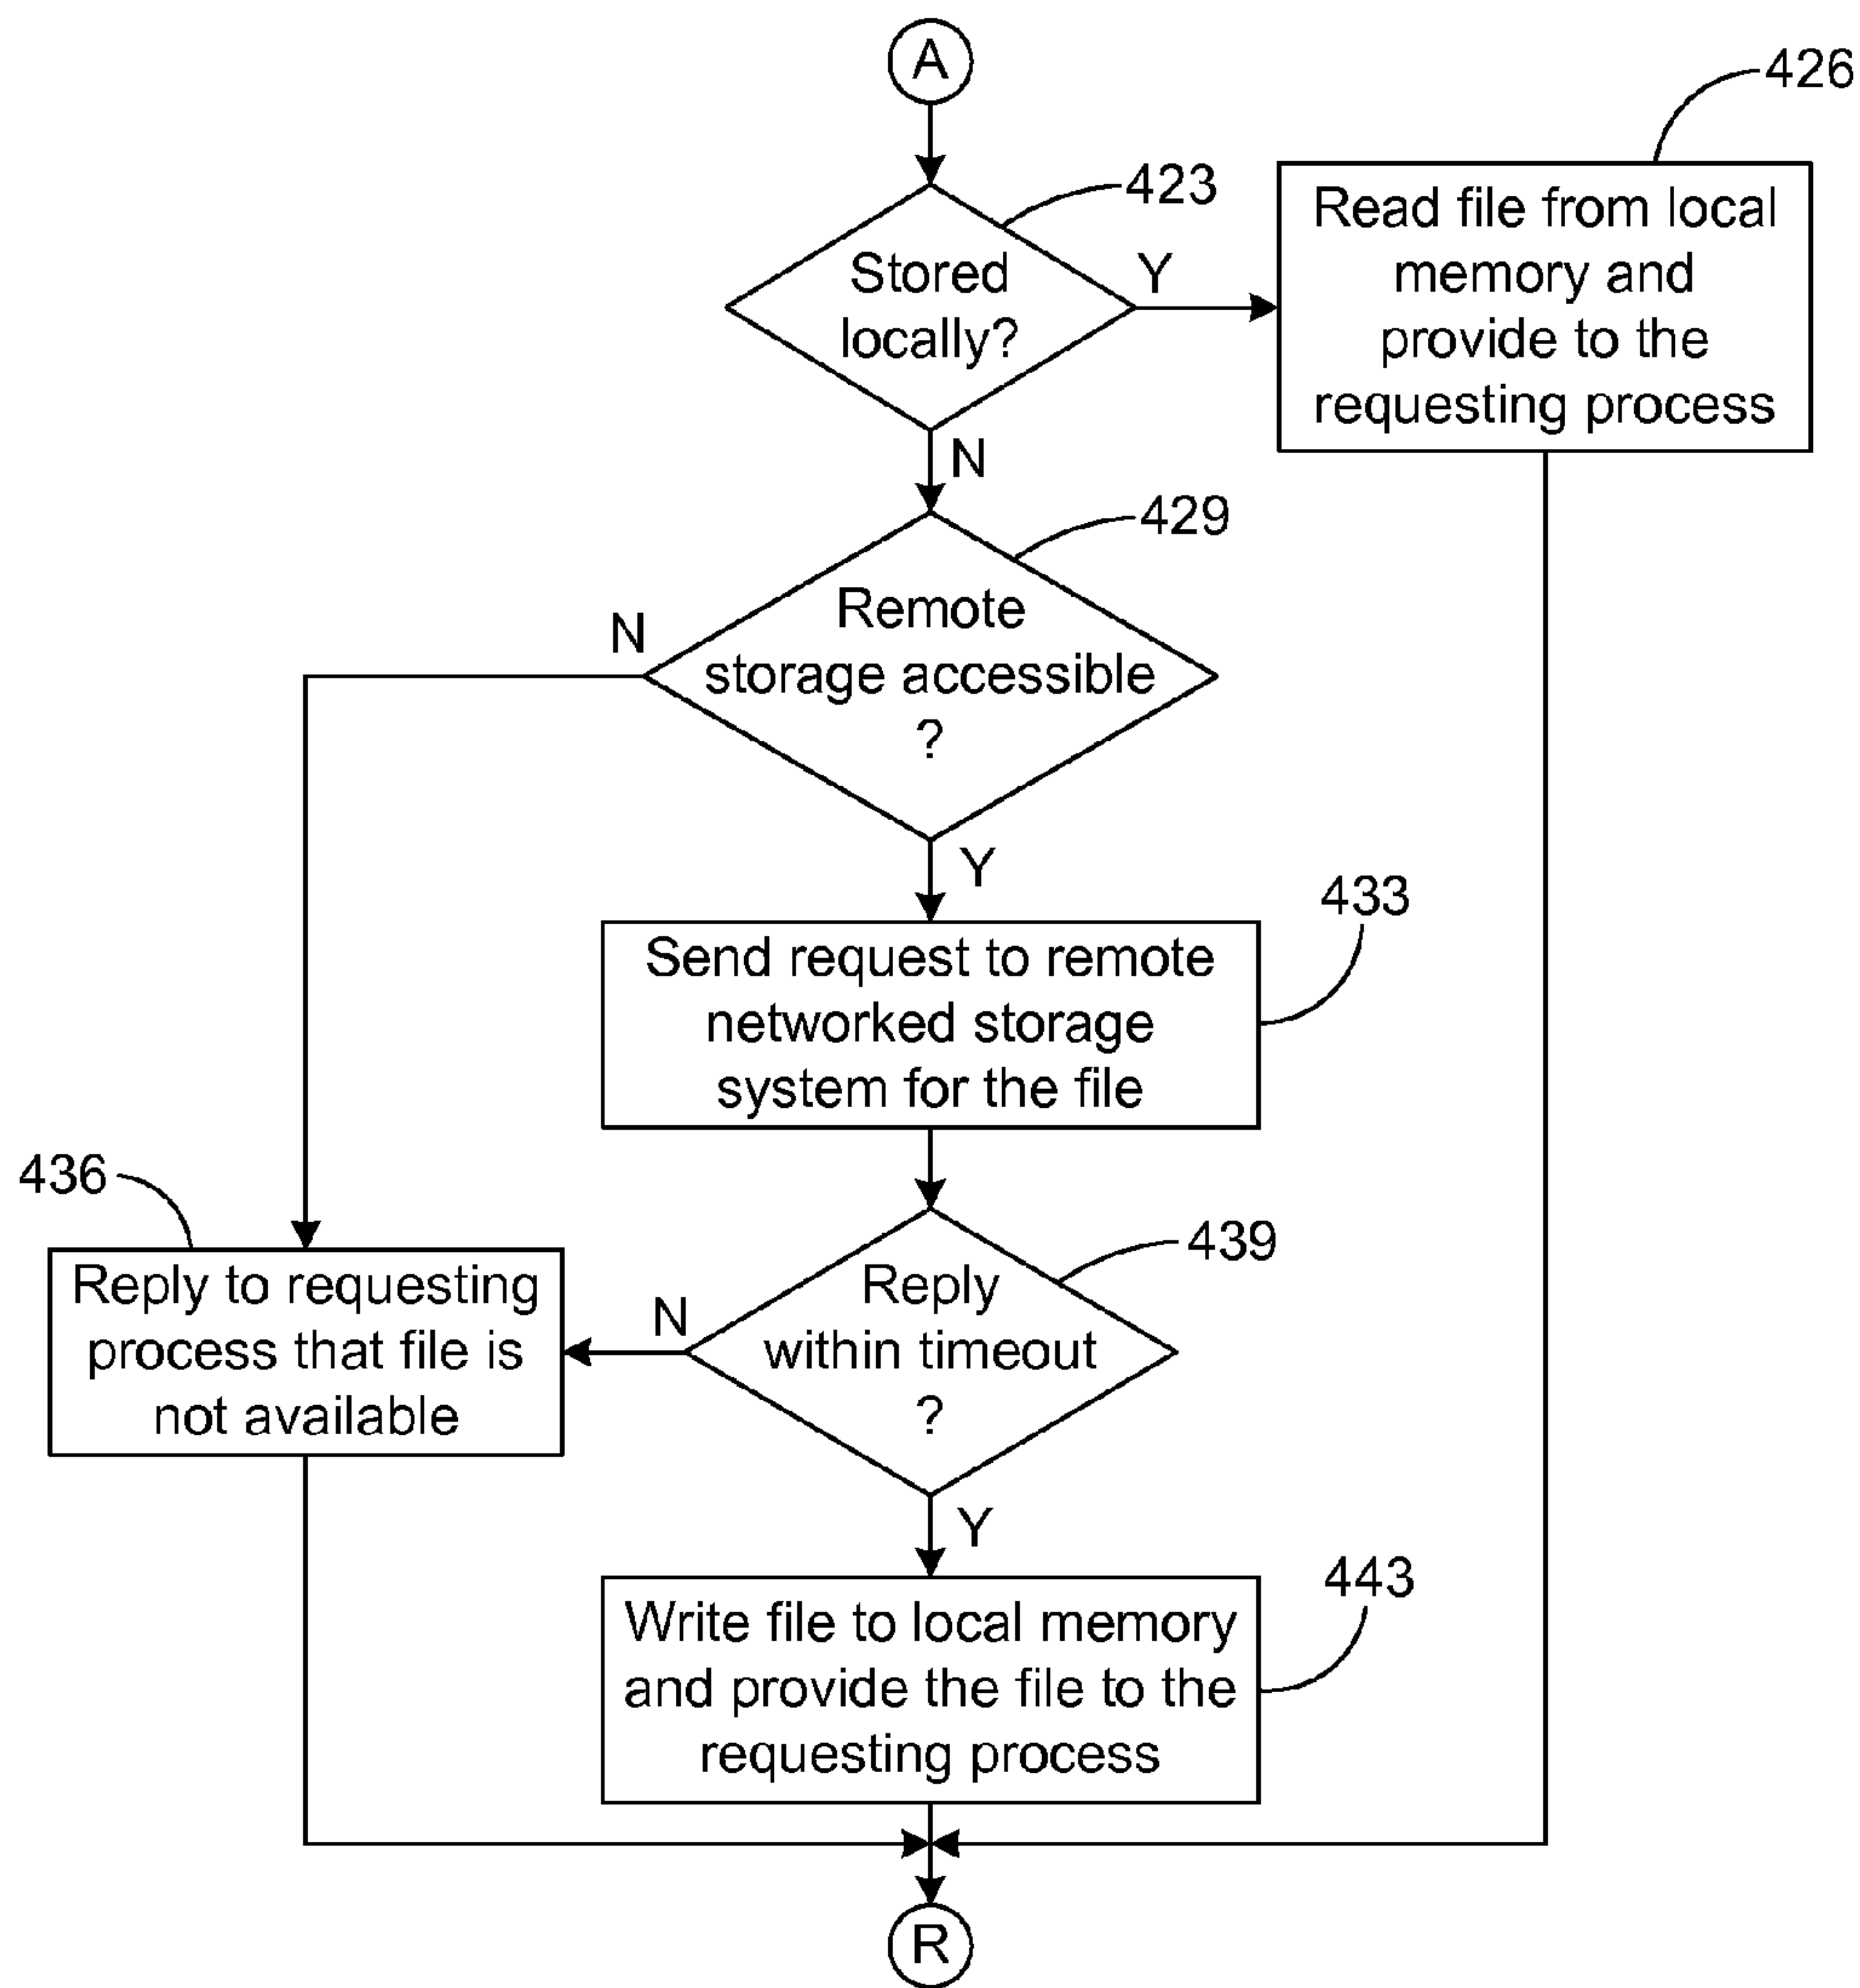 A
426
423
Read file from local
memory and
provide to the
requesting process
Stored
locally?
Y
N
429
Remote
storage accessible
?
N
Y
433
Send request to remote
networked storage
system for the file
436
439
Reply to requesting
process that file is
not available
N
Reply
within timeout
?
Y
443
Write file to local memory
and provide the file to the
requesting process
R